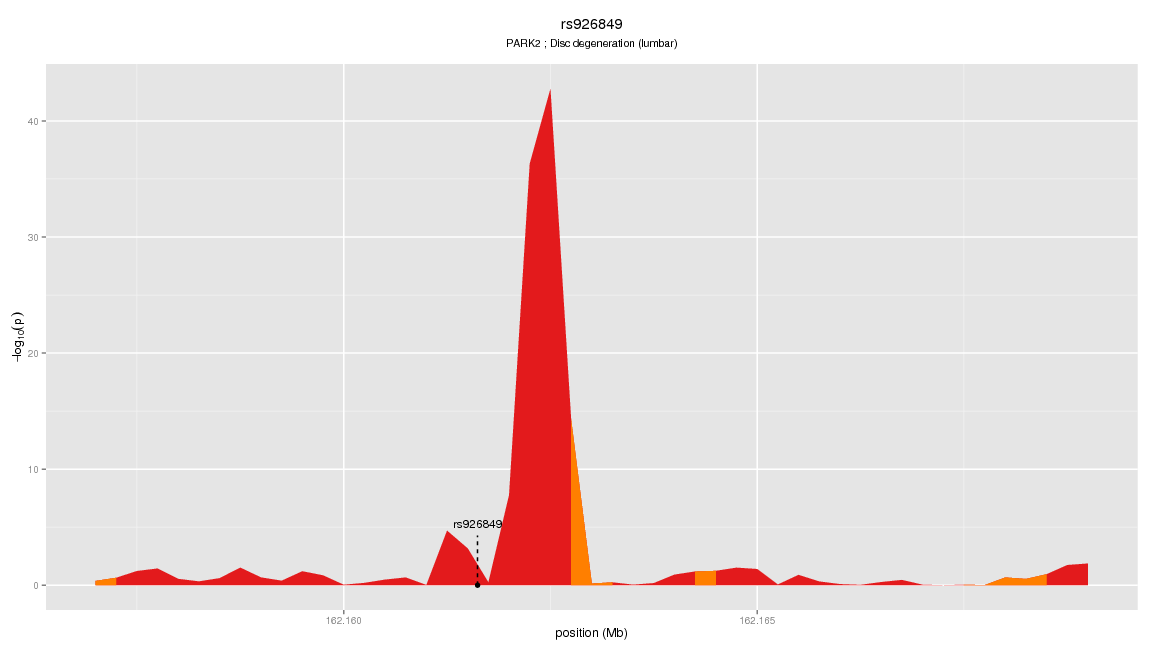 rs926849
PARK2 ; Disc degeneration (lumbar)
40
30
20
10
0
−log10(p)
rs926849
162.160
162.165
position (Mb)